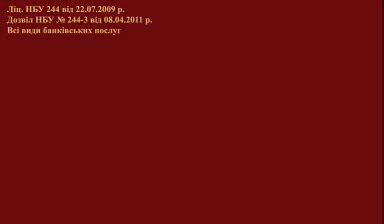 Ліц. НБУ 244 від 22.07.2009 р.
Дозвіл НБУ № 244-3 від 08.04.2011 р.
Всі види банківських послуг